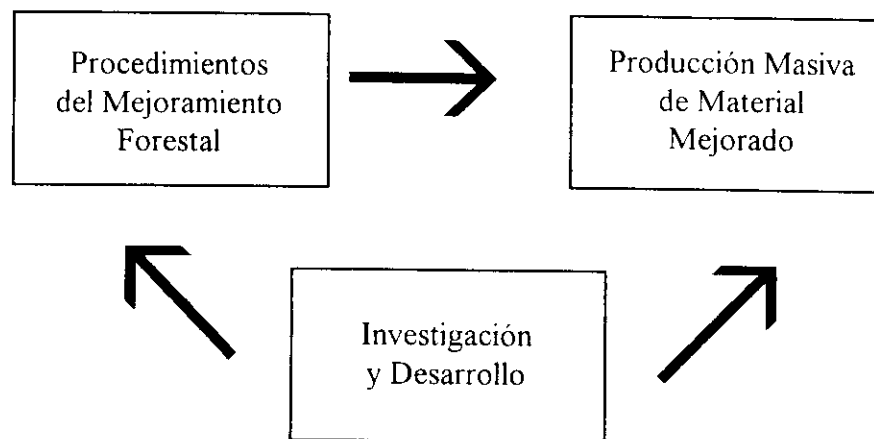 Procedimientos
del Mejoramiento
Forestal
Producción Masiva
de Material
Mejorado
Investigación
y Desarrollo